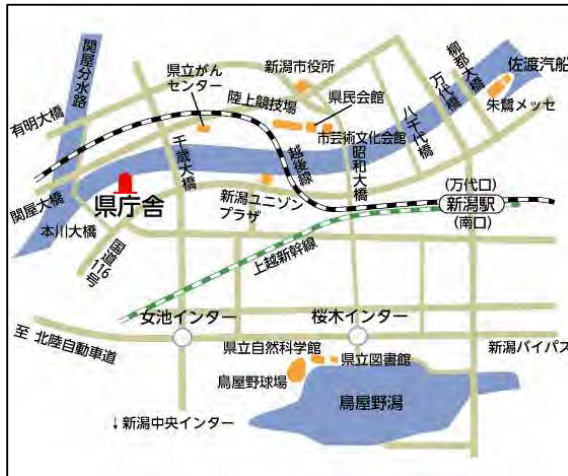 関屋分水路
有明大橋
県立がん
センター
新潟市役所
陸上競技場
県民会館
市芸術文化会館
八千代橋
万代橋
柳都大橋
佐渡汽船
朱鷺メッセ
千歳大橋
越後線
昭和大橋
関屋大橋
県庁舎
本川大橋
国道116号
新潟ユニゾン
プラザ
(万代口)
新潟駅
(南口)
上越新幹線
女池インター
桜木インター
至 北陸自動車道
新潟バイパス
県立自然科学館
県立図書館
鳥屋野球場
鳥屋野潟
↓新潟中央インター